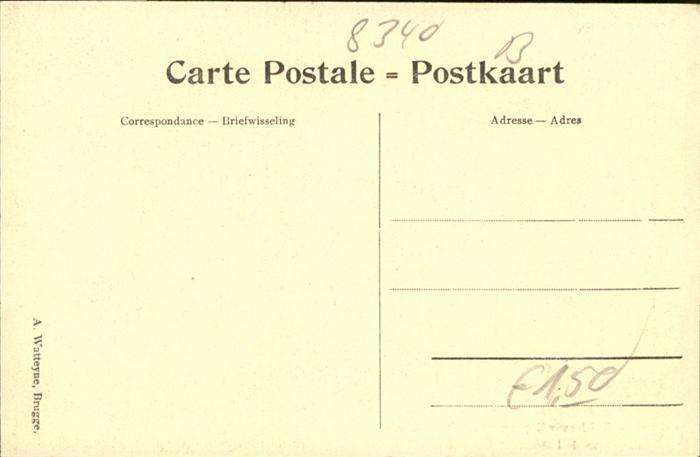 8340
B
Carte Postale = Postkaart
Correspondance — Briefwisseling
Adresse — Adres
€1,50
A. Watteyne, Brugge.